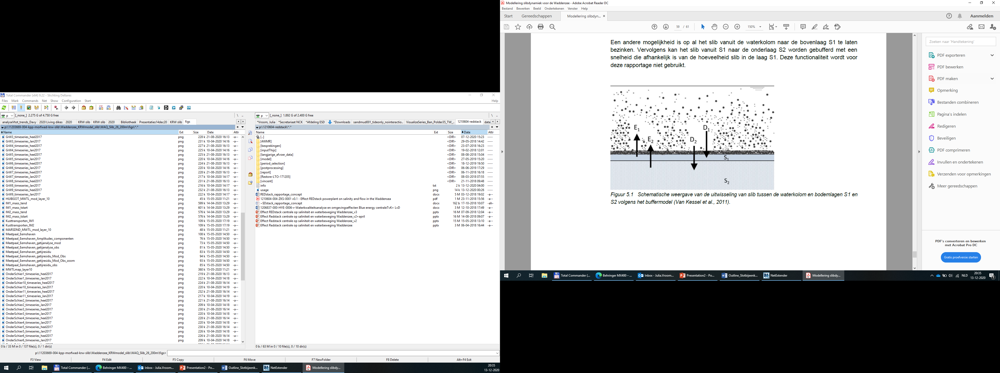 Total Commander (x64) 9.22 - Stichting Deltares
Files Mark Commands Net Show Configuration Start Help
p [_none_] 2.275 G of 4.750 G free \ ..
analyseVtot_trends_Davy 2020 Living dikes 2020 KRW slib KRW slib 2020 Bibliotheek Presentaties14dec20 KRW slib figs
p:\11203669-004-kpp-morfwad-krw-slib\Waddenzee_KRWmodel_slib\WAQ_Slib_26_200m\figs\*.*
Name Ext Size Date Attr
GrW3_timeseries_heel2017 png 228 k 21-08-2020 16:13 -a--
GrW3_timeseries_Jan2017 png 231 k 10-04-2020 14:16 -a--
GrW4_timeseries_heel2017 png 227 k 21-08-2020 16:13 -a--
GrW4_timeseries_Jan2017 png 225 k 10-04-2020 14:16 -a--
GrW5_timeseries_heel2017 png 225 k 21-08-2020 16:13 -a--
GrW5_timeseries_Jan2017 png 220 k 10-04-2020 14:16 -a--
GrW6_timeseries_heel2017 png 224 k 21-08-2020 16:13 -a--
GrW6_timeseries_Jan2017 png 220 k 10-04-2020 14:16 -a--
GrW7_timeseries_heel2017 png 228 k 21-08-2020 16:13 -a--
GrW7_timeseries_Jan2017 png 217 k 10-04-2020 14:17 -a--
GrW8_timeseries_heel2017 png 231 k 21-08-2020 16:13 -a--
GrW8_timeseries_Jan2017 png 216 k 10-04-2020 14:17 -a--
GrW9_timeseries_heel2017 png 232 k 21-08-2020 16:13 -a--
GrW9_timeseries_Jan2017 png 222 k 10-04-2020 14:17 -a--
HUIBGOT_MWTL_mod_layer_10 png 45 k 15-05-2020 11:21 -a--
IM1_mass_tend png 599 k 14-04-2020 13:29 -a--
IM1_mass_tstart png 601 k 14-04-2020 13:29 -a--
IM2_mass_tend png 576 k 14-04-2020 13:29 -a--
IM2_mass_tstart png 576 k 14-04-2020 13:29 -a--
Kusttransporten_IM1 png 109 k 15-05-2020 17:19 -a--
Kusttransporten_IM2 png 109 k 15-05-2020 17:19 -a--
MARSDND_MWTL_mod_layer_10 png 48 k 15-05-2020 11:21 -a--
Meetpaal_Eemshaven png 108 k 15-05-2020 14:50 -a--
Meetpaal_Eemshaven_Amplitudes_componenten png 76 k 15-05-2020 14:50 -a--
Meetpaal_Eemshaven_getijanalyse_mod png 73 k 15-05-2020 14:50 -a--
Meetpaal_Eemshaven_getijanalyse_obs png 81 k 15-05-2020 14:50 -a--
Meetpaal_Eemshaven_getijresidu png 83 k 15-05-2020 14:50 -a--
Meetpaal_Eemshaven_getijresidu_Mod_Obs png 94 k 15-05-2020 14:50 -a--
Meetpaal_Eemshaven_getijresidu_Mod_Obs_zoom png 93 k 15-05-2020 14:50 -a--
Meetpaal_Eemshaven_getijresidu_obs png 85 k 15-05-2020 14:50 -a--
MWTLmap_layer10 png 360 k 15-05-2020 11:21 -a--
OnderSchier1_timeseries_heel2017 png 219 k 21-08-2020 16:13 -a--
OnderSchier1_timeseries_Jan2017 png 222 k 10-04-2020 14:18 -a--
OnderSchier10_timeseries_heel2017 png 224 k 21-08-2020 16:14 -a--
OnderSchier10_timeseries_Jan2017 png 220 k 10-04-2020 14:19 -a--
OnderSchier11_timeseries_heel2017 png 232 k 21-08-2020 16:14 -a--
OnderSchier11_timeseries_Jan2017 png 217 k 10-04-2020 14:19 -a--
OnderSchier2_timeseries_heel2017 png 221 k 21-08-2020 16:14 -a--
OnderSchier2_timeseries_Jan2017 png 209 k 10-04-2020 14:18 -a--
OnderSchier3_timeseries_heel2017 png 230 k 21-08-2020 16:14 -a--
OnderSchier3_timeseries_Jan2017 png 220 k 10-04-2020 14:18 -a--
OnderSchier4_timeseries_heel2017 png 228 k 21-08-2020 16:14 -a--
OnderSchier4_timeseries_Jan2017 png 220 k 10-04-2020 14:18 -a--
OnderSchier5_timeseries_heel2017 png 230 k 21-08-2020 16:14 -a--
OnderSchier5_timeseries_Jan2017 png 226 k 10-04-2020 14:18 -a--
OnderSchier6_timeseries_heel2017 png 226 k 21-08-2020 16:14 -a--
OnderSchier6_timeseries_Jan2017 png 209 k 10-04-2020 14:18 -a--
0 b / 33 M in 0 / 137 file(s), 0 / 1 dir(s)
p [_none_] 1.892 G of 2.400 G free \ ..
*Vroom, Julia *Secretariaat NCK *Afdeling ESD *Downloads sandmud001_tideonly_nointeractio.. VisualizeSeries_Ban_Polder35_TW_.. 1210604-redstack data
p:\1210604-redstack\*.*
Name Ext Size Date Attr
[..] <DIR> 07-12-2020 15:23 ----
[4WMR] <DIR> 29-05-2018 14:42 ----
[besprekingen] <DIR> 23-07-2018 16:23 ----
[inputThijs] <DIR> 19-02-2018 12:01 ----
[langjarige_afvoer_data] <DIR> 08-08-2018 15:04 ----
[model] <DIR> 27-05-2019 15:20 ----
[period_selection] <DIR> 18-12-2019 19:50 ----
[postprocessing] <DIR> 06-06-2019 17:29 ----
[report] <DIR> 06-11-2018 16:18 ----
[Restore-LTO-171205] <DIR> 08-03-2018 07:55 ----
[vincent] <DIR> 21-11-2018 09:48 ----
info txt 2 k 13-12-2020 04:00 ----
usage png 14 k 13-12-2020 00:26 ----
REDstack_rapportage_concept docx 5 M 03-12-2018 19:02 -a--
1210604-004-ZKS-0001 v0.1 - Effect REDstack powerplant on salinity and flow in the Waddensea pdf 1 M 23-11-2018 15:56 -a--
~$Dstack_rapportage_concept docx 162 b 17-10-2018 10:07 -ah-
1206837-000-HYE-0006-r-Waterkwaliteitsanalyse en omgevingseffecten Blue energy centraleTvK+ LvD docx 3 M 12-10-2018 17:49 -a--
Effect REDstack centrale op saliniteit en waterbeweging Waddenzee_v3 pptx 16 M 07-09-2018 12:04 -a--
Effect Redstack centrale op saliniteit en waterbeweging Waddenzee_v2+april pptx 16 M 14-08-2018 09:07 -a--
Effect Redstack centrale op saliniteit en waterbeweging Waddenzee_v2 pptx 15 M 15-05-2018 13:10 -a--
Effect Redstack centrale op saliniteit en waterbeweging Waddenzee pptx 3 M 06-04-2018 16:44 -a--
0 b / 63 M in 0 / 10 file(s), 0 / 10 dir(s)
p:\11203669-004-kpp-morfwad-krw-slib\Waddenzee_KRWmodel_slib\WAQ_Slib_26_200m\figs>
F3 View F4 Edit F5 Copy F6 Move F7 NewFolder F8 Delete Alt+F4 Exit
Total Commander (... Behringer MX400 – ... Inbox - Julia.Vroom... Presentation2 - Po... Outline_Slotbijeenk... NetExtender Modellering slibdy...
20:35
13-12-2020
Modellering slibdynamiek voor de Waddenzee - Adobe Acrobat Reader DC
Bestand Bewerken Beeld Ondertekenen Venster Help
Start Gereedschappen Modellering slibdyn... × Aanmelden
59 / 61 150%
Een andere mogelijkheid is op al het slib vanuit de waterkolom naar de bovenlaag S1 te laten
bezinken. Vervolgens kan het slib vanuit S1 naar de onderlaag S2 worden gebufferd met een
snelheid die afhankelijk is van de hoeveelheid slib in de laag S1. Deze functionaliteit wordt voor
deze rapportage niet gebruikt.
E1
E2
D1
D2
S1
S2
Figuur 5.1 Schematische weergave van de uitwisseling van slib tussen de waterkolom en bodemlagen S1 en
S2 volgens het buffermodel (Van Kessel et al., 2011).
Zoeken naar 'Handtekening'
PDF exporteren
PDF bewerken
PDF maken
Opmerking
Bestanden combineren
Pagina's indelen
Redigeren
Beveiligen
PDF comprimeren
Invullen en ondertekenen
Verzenden voor opmerkingen
Meer gereedschappen
PDF's converteren en bewerken
met Acrobat Pro DC
Gratis proefversie starten
Total Commander (... Behringer MX400 – ... Inbox - Julia.Vroom... Presentation2 - Po... Outline_Slotbijeenk... NetExtender Modellering slibdy...
NLD
20:35
13-12-2020